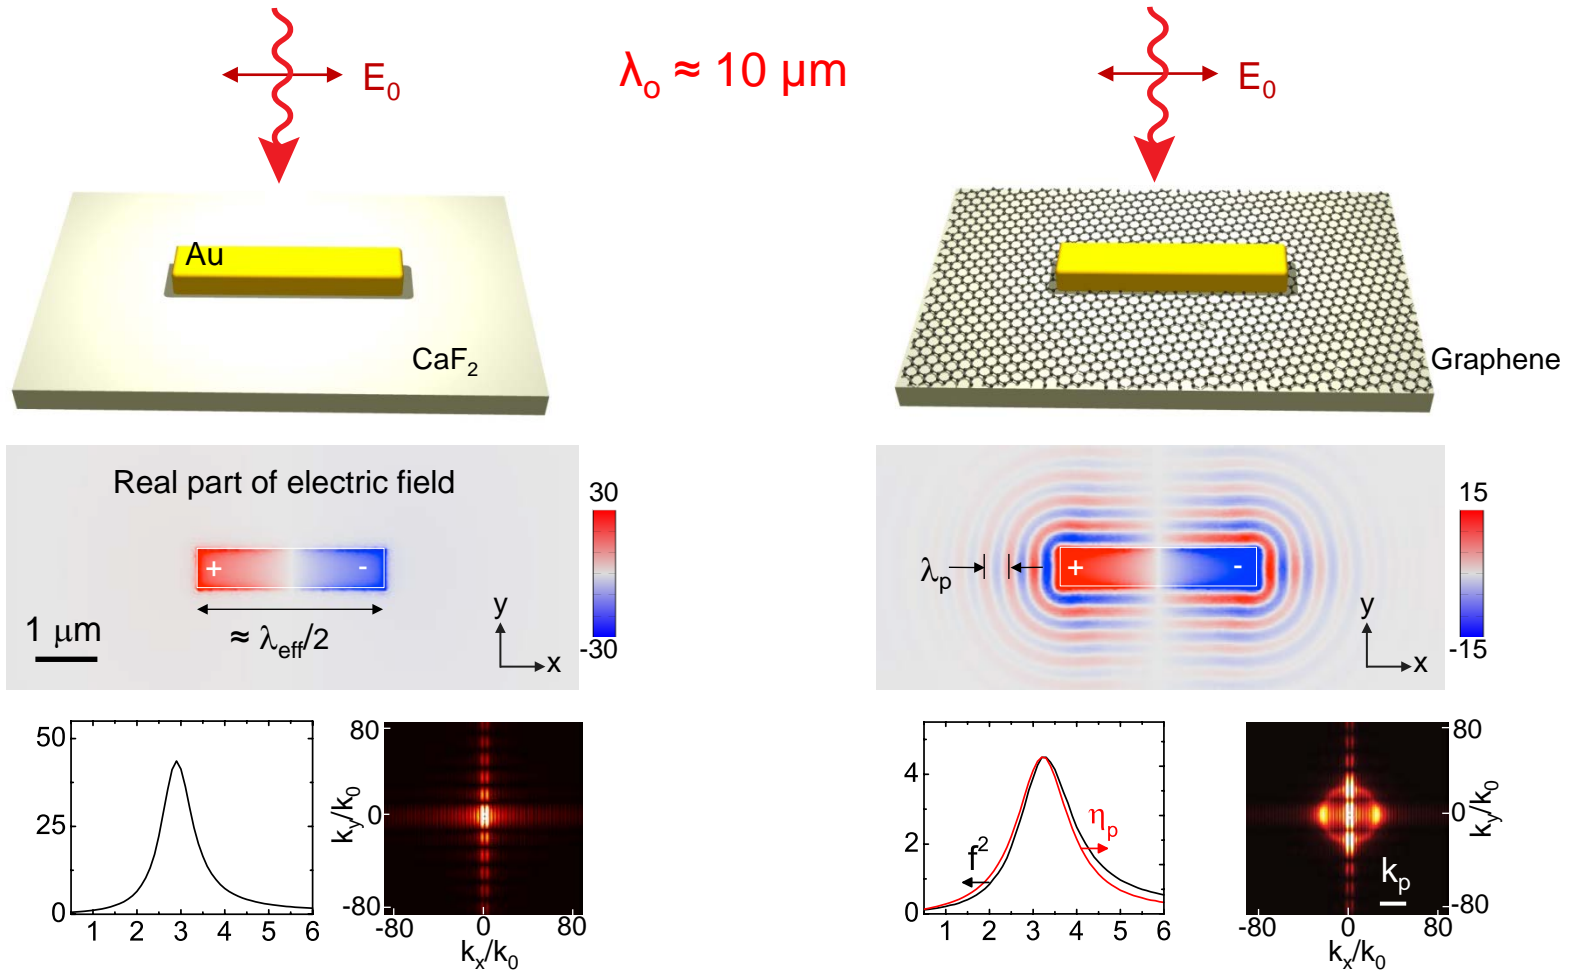 E₀
λₒ ≈ 10 μm
E₀
Au
CaF₂
Graphene
Real part of electric field
30
-30
+
-
≈ λeff/2
1 μm
y
x
15
-15
λp
+
-
y
x
50
25
0
1 2 3 4 5 6
80
0
-80
ky/k₀
-80 0 80
kx/k₀
4
2
0
1 2 3 4 5 6
f²
ηp
kp
80
0
-80
ky/k₀
-80 0 80
kx/k₀